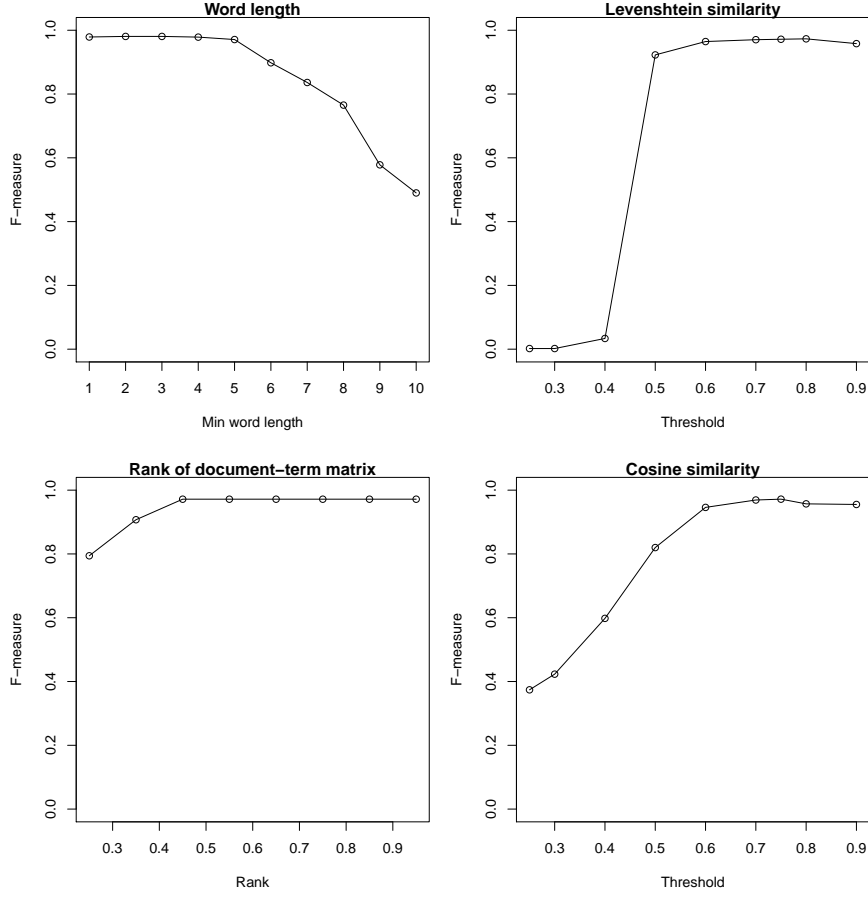 Word length
F−measure
0.0 0.2 0.4 0.6 0.8 1.0
1 2 3 4 5 6 7 8 9 10
Min word length
Levenshtein similarity
F−measure
0.0 0.2 0.4 0.6 0.8 1.0
0.3 0.4 0.5 0.6 0.7 0.8 0.9
Threshold
Rank of document−term matrix
F−measure
0.0 0.2 0.4 0.6 0.8 1.0
0.3 0.4 0.5 0.6 0.7 0.8 0.9
Rank
Cosine similarity
F−measure
0.0 0.2 0.4 0.6 0.8 1.0
0.3 0.4 0.5 0.6 0.7 0.8 0.9
Threshold